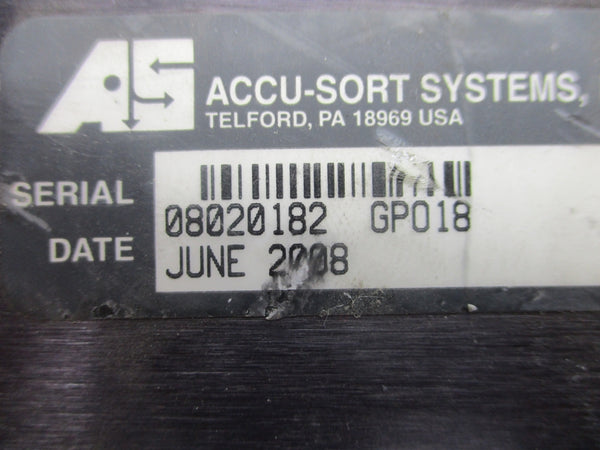 AS
ACCU-SORT SYSTEMS,
TELFORD, PA 18969 USA
SERIAL
08020182 GP018
DATE
JUNE 2008